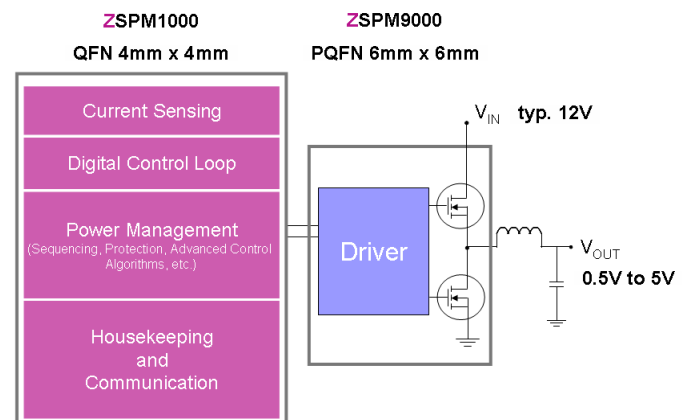 ZSPM1000
QFN 4mm x 4mm
Current Sensing
Digital Control Loop
Power Management
(Sequencing, Protection, Advanced Control
Algorithms, etc.)
Housekeeping
and
Communication
ZSPM9000
PQFN 6mm x 6mm
VIN typ. 12V
Driver
VOUT
0.5V to 5V